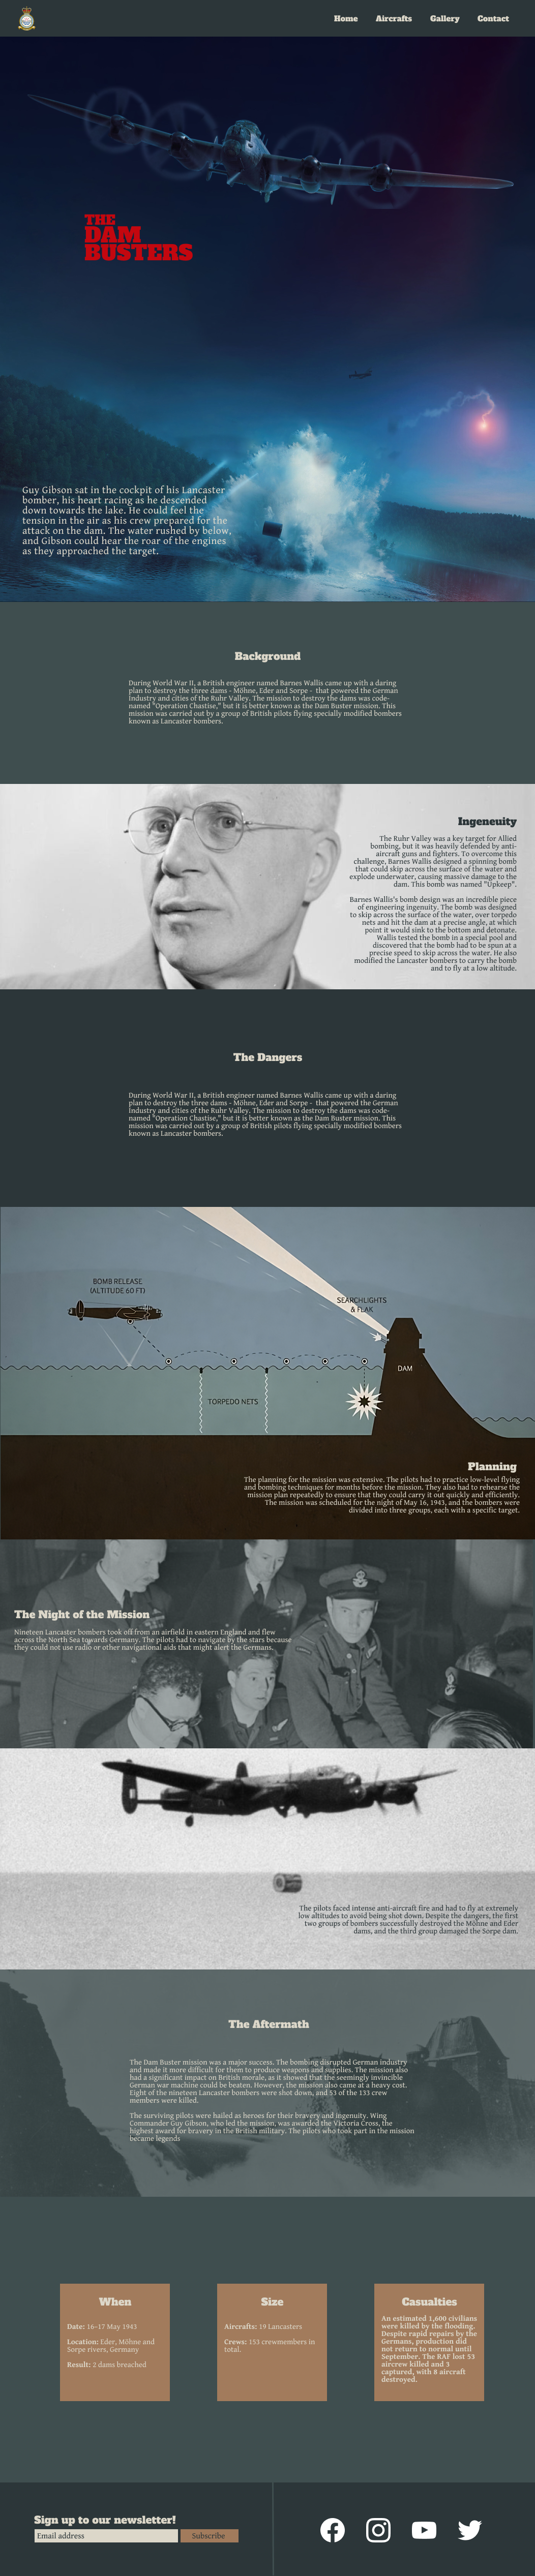 Home Aircrafts Gallery Contact
THE
DAM
BUSTERS
Guy Gibson sat in the cockpit of his Lancaster
bomber, his heart racing as he descended
down towards the lake. He could feel the
tension in the air as his crew prepared for the
attack on the dam. The water rushed by below,
and Gibson could hear the roar of the engines
as they approached the target.
Background
During World War II, a British engineer named Barnes Wallis came up with a daring
plan to destroy the three dams - Möhne, Eder and Sorpe - that powered the German
Industry and cities of the Ruhr Valley. The mission to destroy the dams was code-
named "Operation Chastise," but it is better known as the Dam Buster mission. This
mission was carried out by a group of British pilots flying specially modified bombers
known as Lancaster bombers.
Ingeneuity
The Ruhr Valley was a key target for Allied
bombing, but it was heavily defended by anti-
aircraft guns and fighters. To overcome this
challenge, Barnes Wallis designed a spinning bomb
that could skip across the surface of the water and
explode underwater, causing massive damage to the
dam. This bomb was named "Upkeep".
Barnes Wallis's bomb design was an incredible piece
of engineering ingenuity. The bomb was designed
to skip across the surface of the water, over torpedo
nets and hit the dam at a precise angle, at which
point it would sink to the bottom and detonate.
Wallis tested the bomb in a special pool and
discovered that the bomb had to be spun at a
precise speed to skip across the water. He also
modified the Lancaster bombers to carry the bomb
and to fly at a low altitude.
The Dangers
During World War II, a British engineer named Barnes Wallis came up with a daring
plan to destroy the three dams - Möhne, Eder and Sorpe - that powered the German
Industry and cities of the Ruhr Valley. The mission to destroy the dams was code-
named "Operation Chastise," but it is better known as the Dam Buster mission. This
mission was carried out by a group of British pilots flying specially modified bombers
known as Lancaster bombers.
BOMB RELEASE
(ALTITUDE 60 FT)
SEARCHLIGHTS
& FLAK
DAM
TORPEDO NETS
Planning
The planning for the mission was extensive. The pilots had to practice low-level flying
and bombing techniques for months before the mission. They also had to rehearse the
mission plan repeatedly to ensure that they could carry it out quickly and efficiently.
The mission was scheduled for the night of May 16, 1943, and the bombers were
divided into three groups, each with a specific target.
The Night of the Mission
Nineteen Lancaster bombers took off from an airfield in eastern England and flew
across the North Sea towards Germany. The pilots had to navigate by the stars because
they could not use radio or other navigational aids that might alert the Germans.
The pilots faced intense anti-aircraft fire and had to fly at extremely
low altitudes to avoid being shot down. Despite the dangers, the first
two groups of bombers successfully destroyed the Möhne and Eder
dams, and the third group damaged the Sorpe dam.
The Aftermath
The Dam Buster mission was a major success. The bombing disrupted German industry
and made it more difficult for them to produce weapons and supplies. The mission also
had a significant impact on British morale, as it showed that the seemingly invincible
German war machine could be beaten. However, the mission also came at a heavy cost.
Eight of the nineteen Lancaster bombers were shot down, and 53 of the 133 crew
members were killed.
The surviving pilots were hailed as heroes for their bravery and ingenuity. Wing
Commander Guy Gibson, who led the mission, was awarded the Victoria Cross, the
highest award for bravery in the British military. The pilots who took part in the mission
became legends
When
Date: 16–17 May 1943
Location: Eder, Möhne and
Sorpe rivers, Germany
Result: 2 dams breached
Size
Aircrafts: 19 Lancasters
Crews: 133 crewmembers in
total.
Casualties
An estimated 1,600 civilians
were killed by the flooding.
Despite rapid repairs by the
Germans, production did
not return to normal until
September. The RAF lost 53
aircrew killed and 3
captured, with 8 aircraft
destroyed.
Sign up to our newsletter!
Email address Subscribe